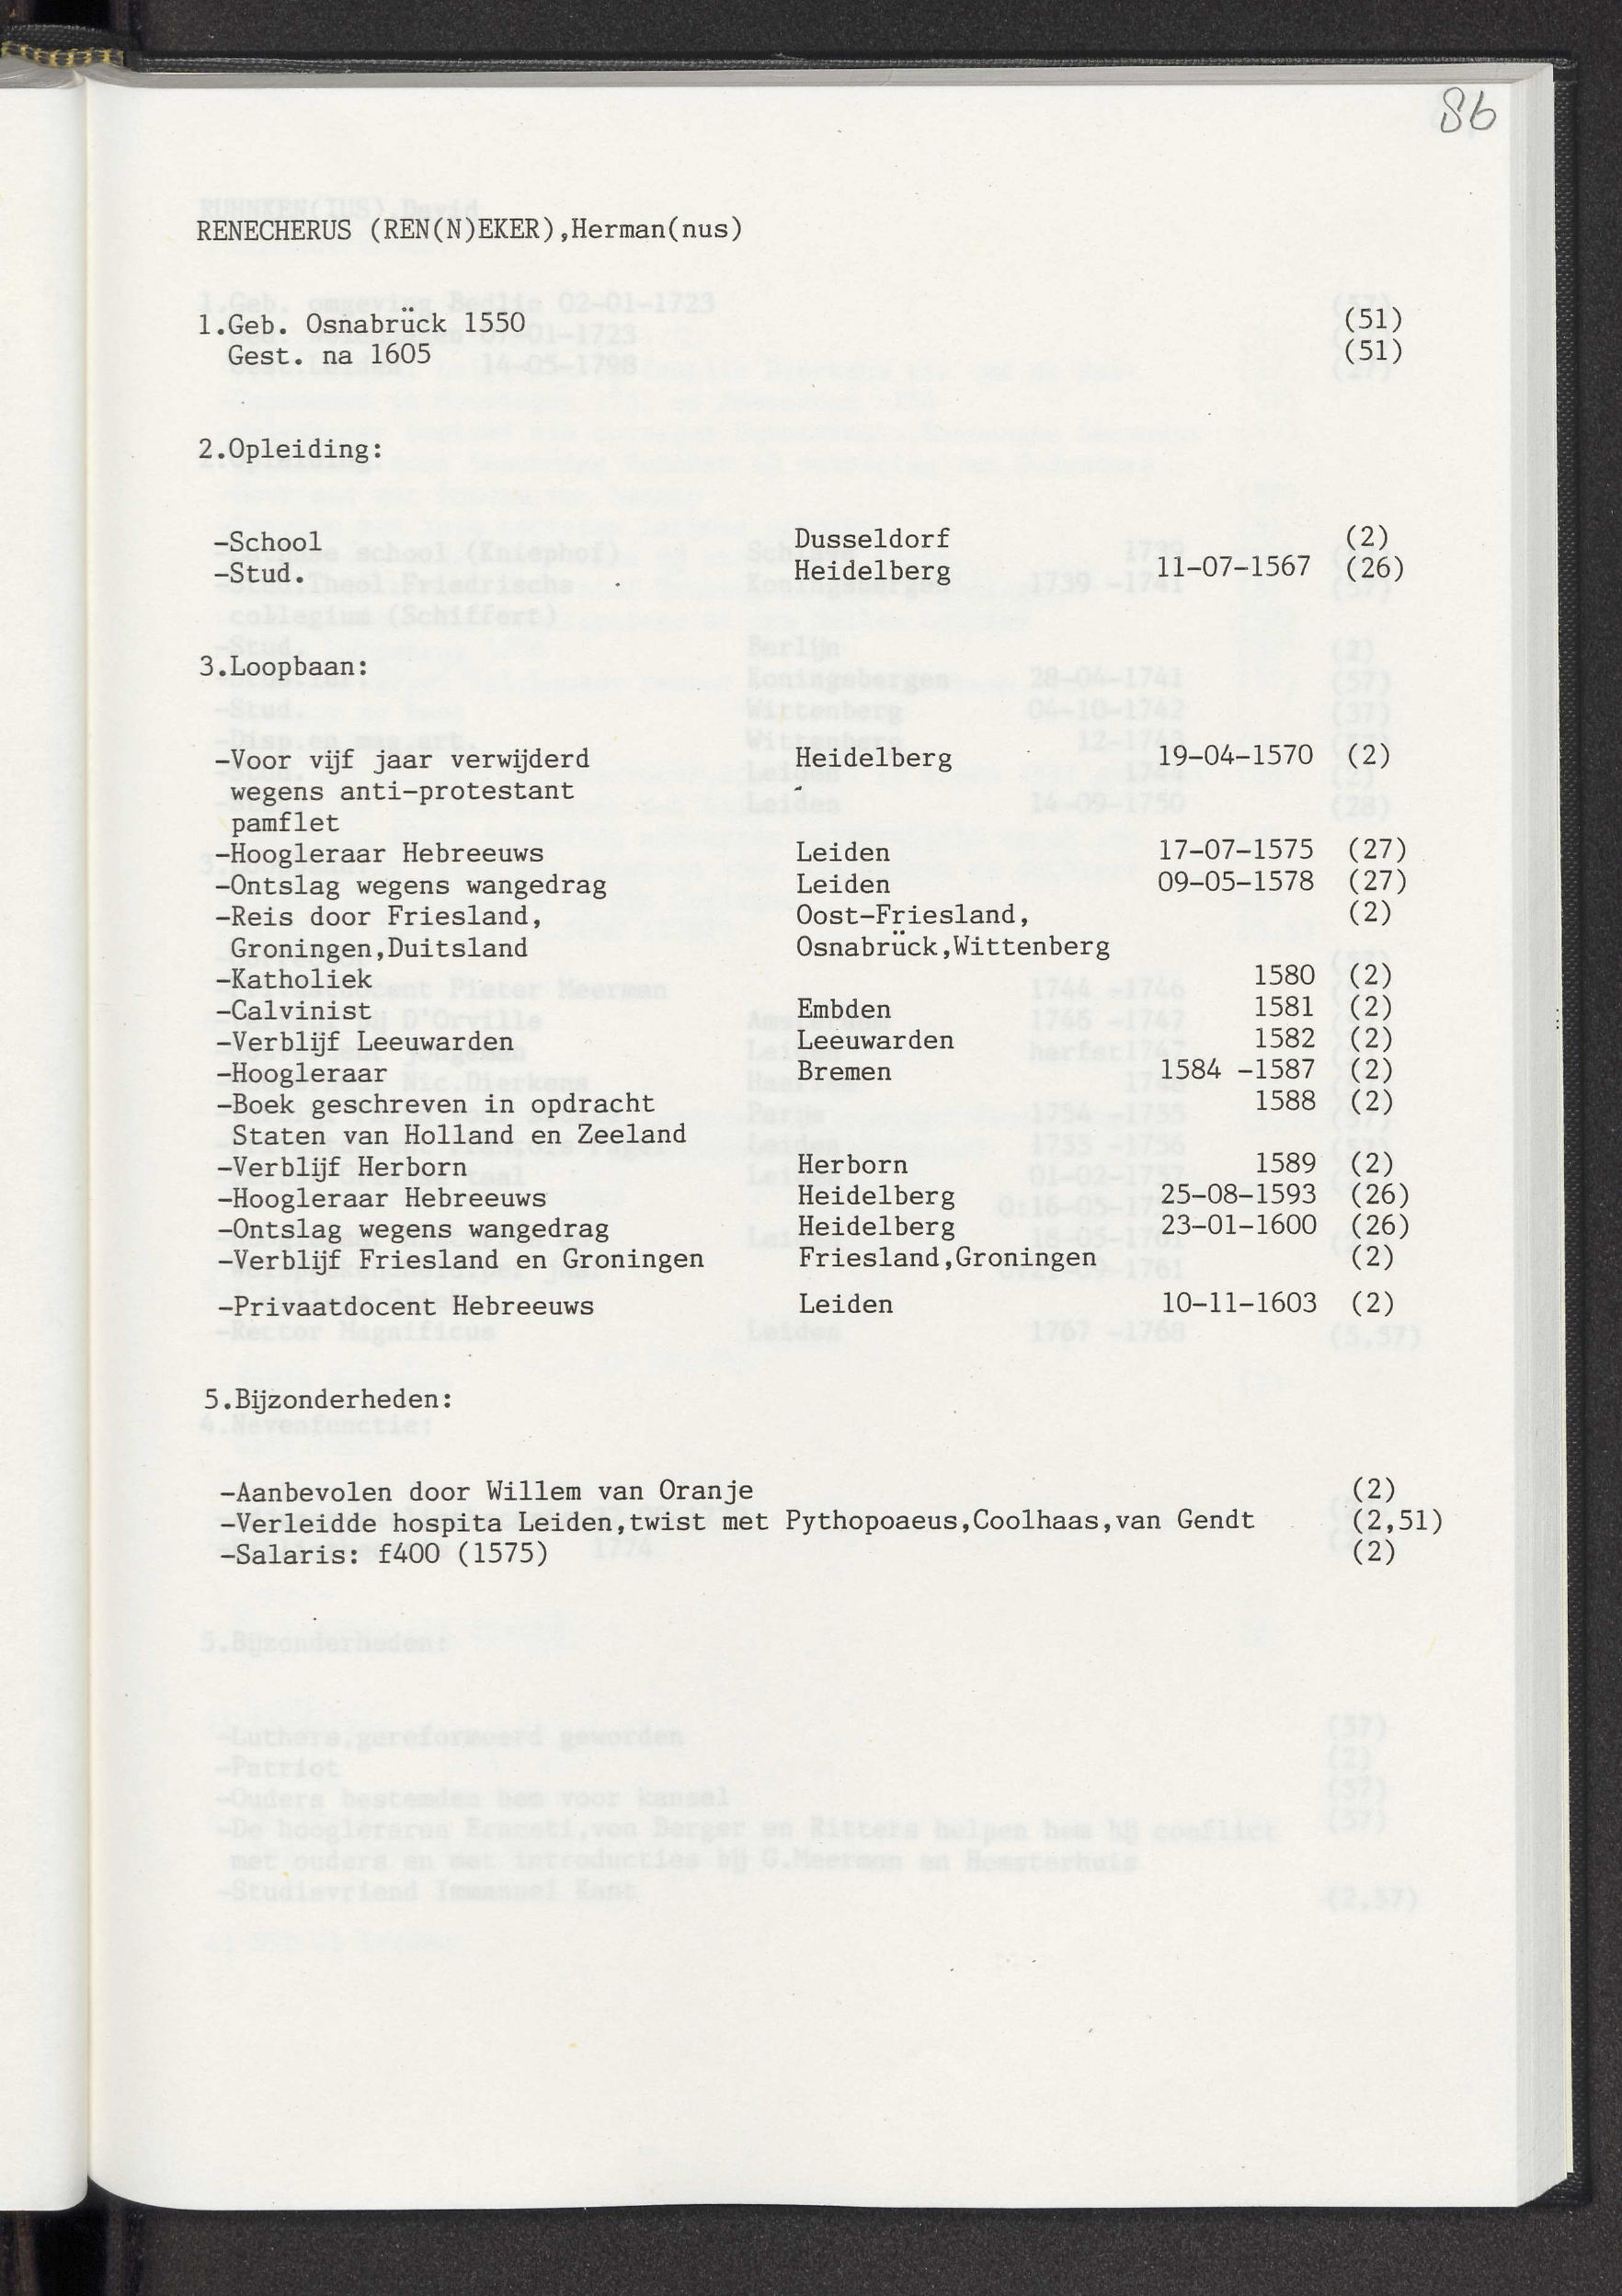 86
RENECHERUS (REN(N)EKER),Herman(nus)
1.Geb. Osnabrück 1550 (51)
Gest. na 1605 (51)
2.Opleiding:
-School Dusseldorf (2)
-Stud. Heidelberg 11-07-1567 (26)
3.Loopbaan:
-Voor vijf jaar verwijderd Heidelberg 19-04-1570 (2)
wegens anti-protestant
pamflet
-Hoogleraar Hebreeuws Leiden 17-07-1575 (27)
-Ontslag wegens wangedrag Leiden 09-05-1578 (27)
-Reis door Friesland, Oost-Friesland, (2)
Groningen,Duitsland Osnabrück,Wittenberg
-Katholiek 1580 (2)
-Calvinist Embden 1581 (2)
-Verblijf Leeuwarden Leeuwarden 1582 (2)
-Hoogleraar Bremen 1584 -1587 (2)
-Boek geschreven in opdracht 1588 (2)
Staten van Holland en Zeeland
-Verblijf Herborn Herborn 1589 (2)
-Hoogleraar Hebreeuws Heidelberg 25-08-1593 (26)
-Ontslag wegens wangedrag Heidelberg 23-01-1600 (26)
-Verblijf Friesland en Groningen Friesland,Groningen (2)
-Privaatdocent Hebreeuws Leiden 10-11-1603 (2)
5.Bijzonderheden:
-Aanbevolen door Willem van Oranje (2)
-Verleidde hospita Leiden,twist met Pythopoaeus,Coolhaas,van Gendt (2,51)
-Salaris: f400 (1575) (2)